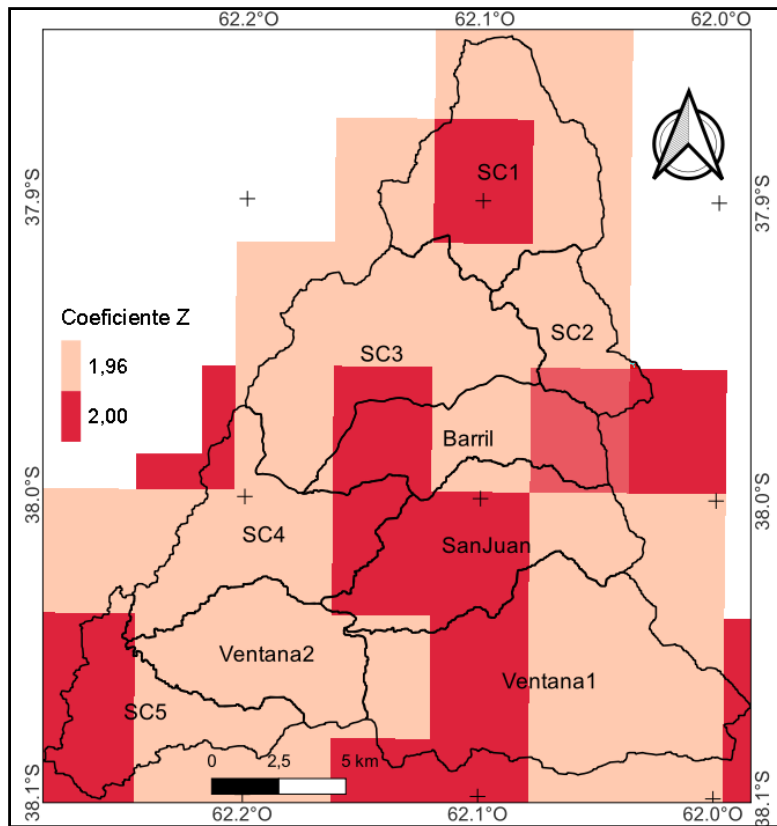 62.2°O 62.1°O 62.0°O
37.9°S 37.9°S
SC1
Coeficiente Z
1,96
2,00
SC2
SC3
Barril
38.0°S 38.0°S
SC4
SanJuan
Ventana2
Ventana1
SC5
0 2,5 5 km
38.1°S 38.1°S
62.2°O 62.1°O 62.0°O